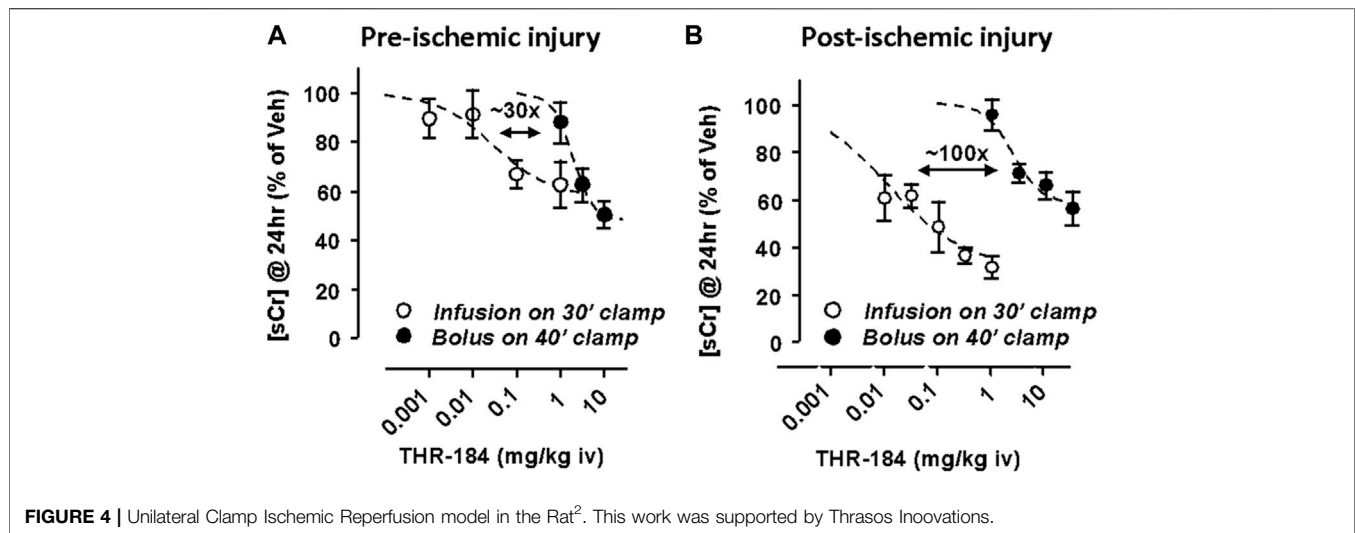 A Pre-ischemic injury
100
80
60
40
20
0
[sCr] @ 24hr (% of Veh)
~30x
Infusion on 30' clamp
Bolus on 40' clamp
0.001
0.01
0.1
1
10
THR-184 (mg/kg iv)
B Post-ischemic injury
100
80
60
40
20
0
[sCr] @ 24hr (% of Veh)
~100x
Infusion on 30' clamp
Bolus on 40' clamp
0.001
0.01
0.1
1
10
THR-184 (mg/kg iv)
FIGURE 4 | Unilateral Clamp Ischemic Reperfusion model in the Rat². This work was supported by Thrasos Inoovations.